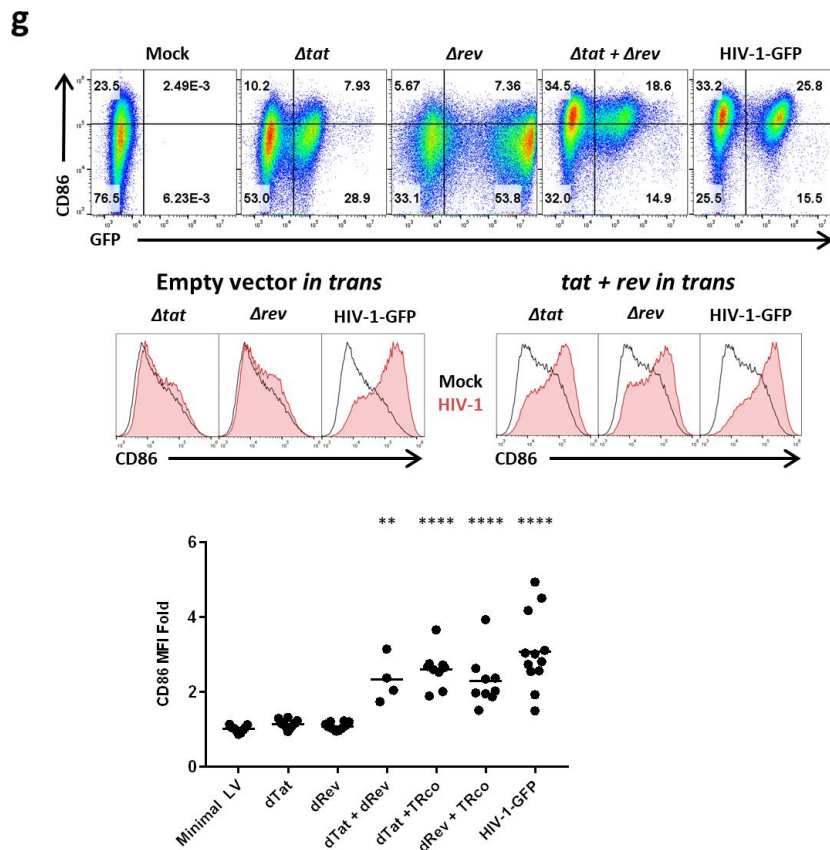 g
Mock Δtat Δrev Δtat + Δrev HIV-1-GFP
23.5 2.49E-3 10.2 7.93 5.67 7.36 34.5 18.6 33.2 25.8
76.5 6.23E-3 53.0 28.9 33.1 53.8 32.0 14.9 25.5 15.5
CD86
GFP
Empty vector in trans tat + rev in trans
Δtat Δrev HIV-1-GFP Δtat Δrev HIV-1-GFP
Mock
HIV-1
CD86 CD86
** **** **** ****
6
4
2
0
CD86 MFI Fold
Minimal LV
dTat
dRev
dTat + dRev
dTat +TRco
dRev + TRco
HIV-1-GFP